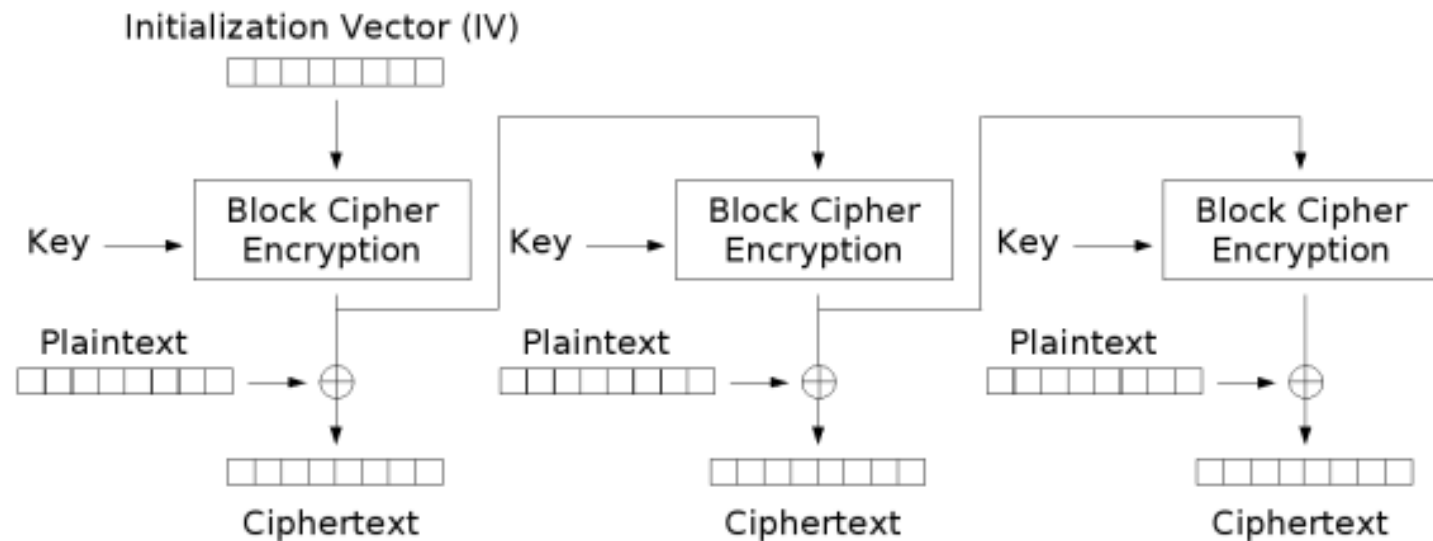 Initialization Vector (IV)
Block Cipher
Encryption
Key
Block Cipher
Encryption
Key
Block Cipher
Encryption
Key
Plaintext
Plaintext
Plaintext
Ciphertext
Ciphertext
Ciphertext